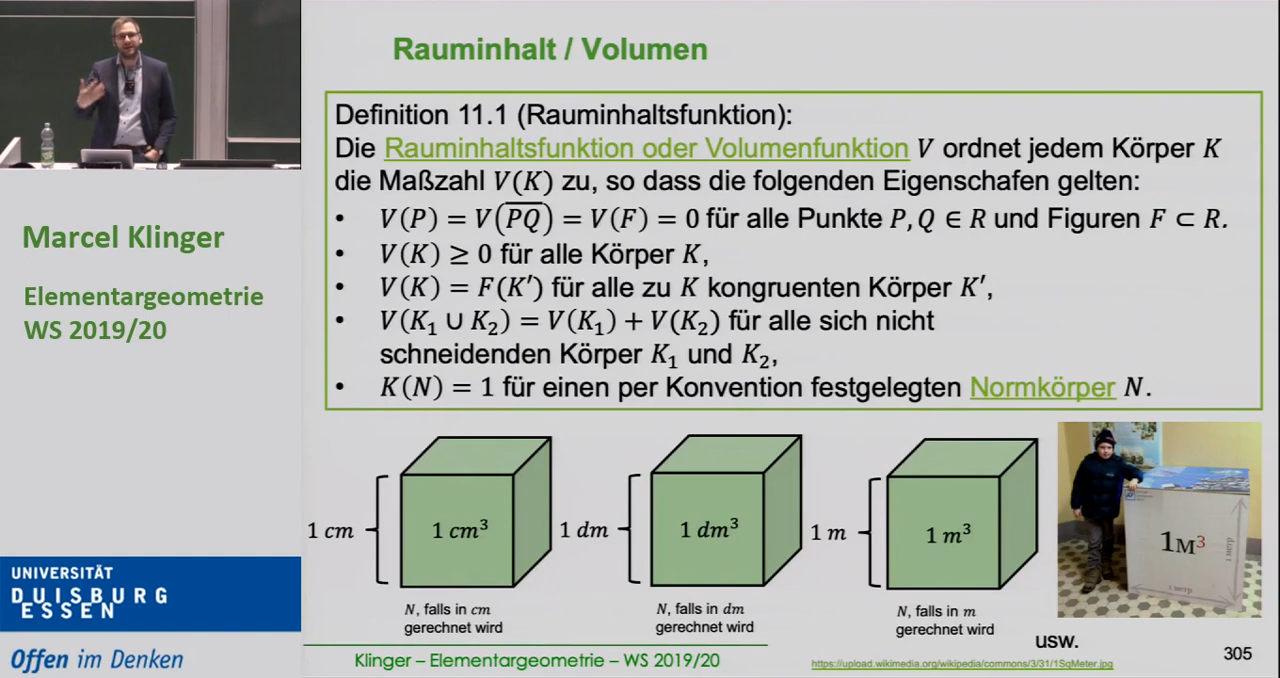 Rauminhalt / Volumen
Definition 11.1 (Rauminhaltsfunktion):
Die Rauminhaltsfunktion oder Volumenfunktion V ordnet jedem Körper K
die Maßzahl V(K) zu, so dass die folgenden Eigenschafen gelten:
• V(P) = V(P̅Q̅) = V(F) = 0 für alle Punkte P, Q ∈ R und Figuren F ⊂ R.
• V(K) ≥ 0 für alle Körper K,
• V(K) = F(K′) für alle zu K kongruenten Körper K′,
• V(K₁ ∪ K₂) = V(K₁) + V(K₂) für alle sich nicht
schneidenden Körper K₁ und K₂,
• K(N) = 1 für einen per Konvention festgelegten Normkörper N.
1 cm
1 cm³
N, falls in cm
gerechnet wird
1 dm
1 dm³
N, falls in dm
gerechnet wird
1 m
1 m³
N, falls in m
gerechnet wird
1м³
1 метр
1 метр
usw.
Klinger – Elementargeometrie – WS 2019/20
https://upload.wikimedia.org/wikipedia/commons/3/31/1SqMeter.jpg
305
Marcel Klinger
Elementargeometrie
WS 2019/20
UNIVERSITÄT
DUISBURG
ESSEN
Offen im Denken